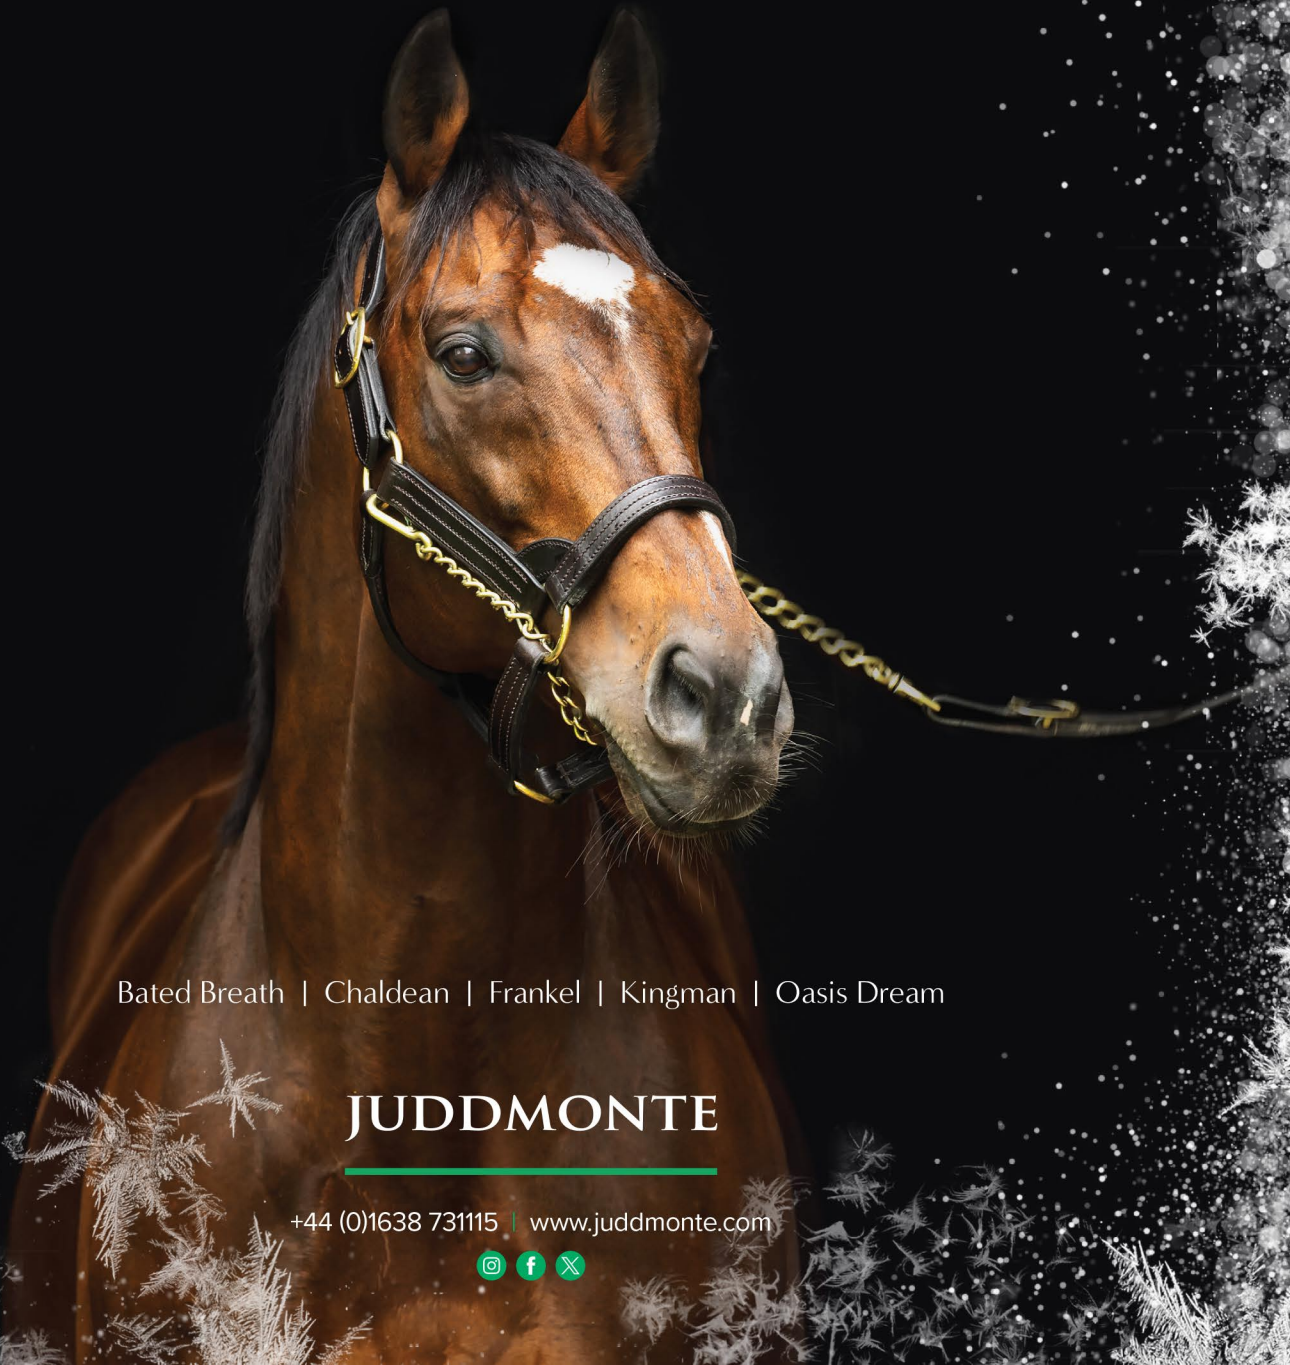 Bated Breath | Chaldean | Frankel | Kingman | Oasis Dream
JUDDMONTE
+44 (0)1638 731115 | www.juddmonte.com